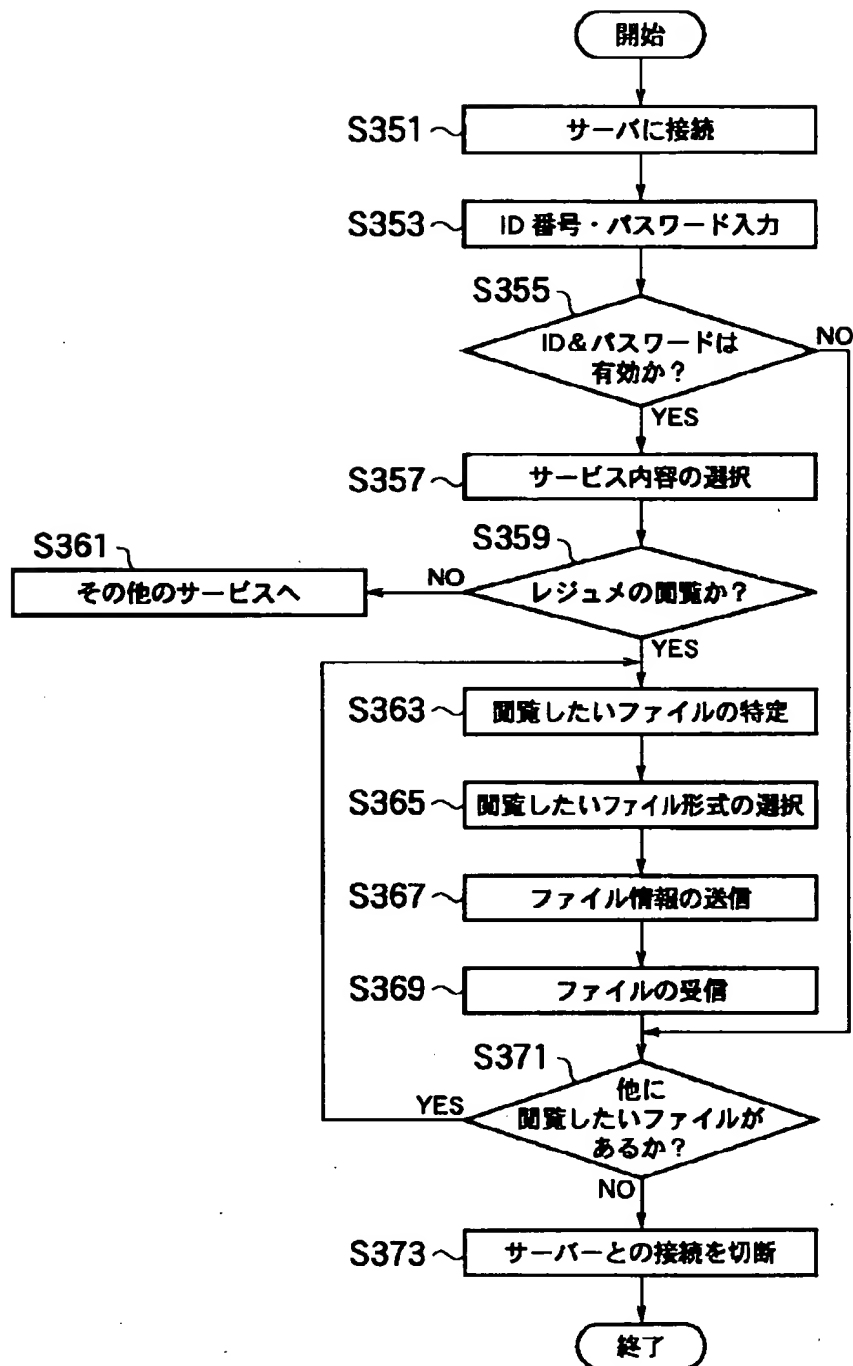 開始
S351
サーバに接続
S353
ID 番号・パスワード入力
S355
ID&パスワードは
有効か?
NO
YES
S357
サービス内容の選択
S359
レジュメの閲覧か?
NO
S361
その他のサービスへ
YES
S363
閲覧したいファイルの特定
S365
閲覧したいファイル形式の選択
S367
ファイル情報の送信
S369
ファイルの受信
S371
他に
閲覧したいファイルが
あるか?
YES
NO
S373
サーバーとの接続を切断
終了